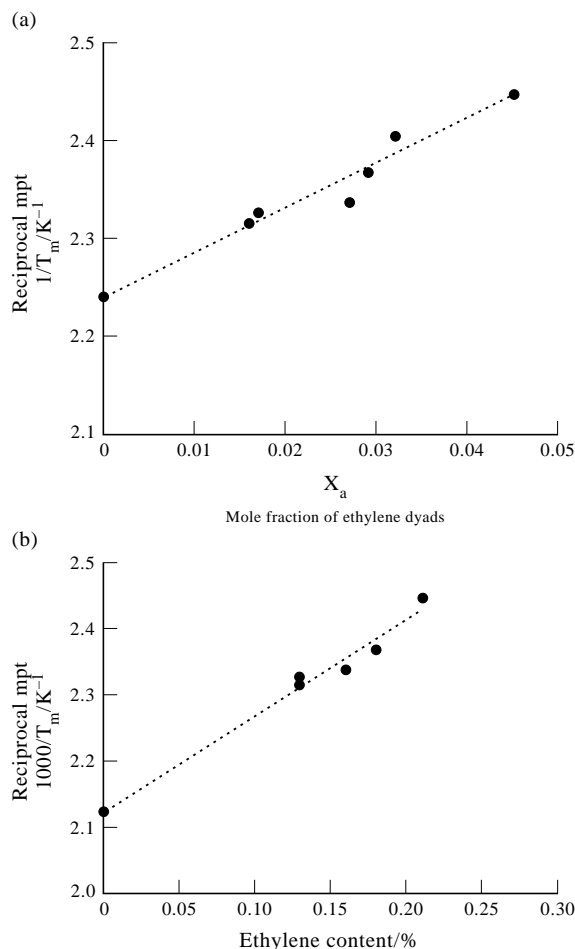 (a)
2.5
2.4
2.3
2.2
2.1
Reciprocal mpt
1/Tm/K−1
0
0.01
0.02
0.03
0.04
0.05
Xa
Mole fraction of ethylene dyads
(b)
2.5
2.4
2.3
2.2
2.1
2.0
Reciprocal mpt
1000/Tm/K−1
0
0.05
0.10
0.15
0.20
0.25
0.30
Ethylene content/%